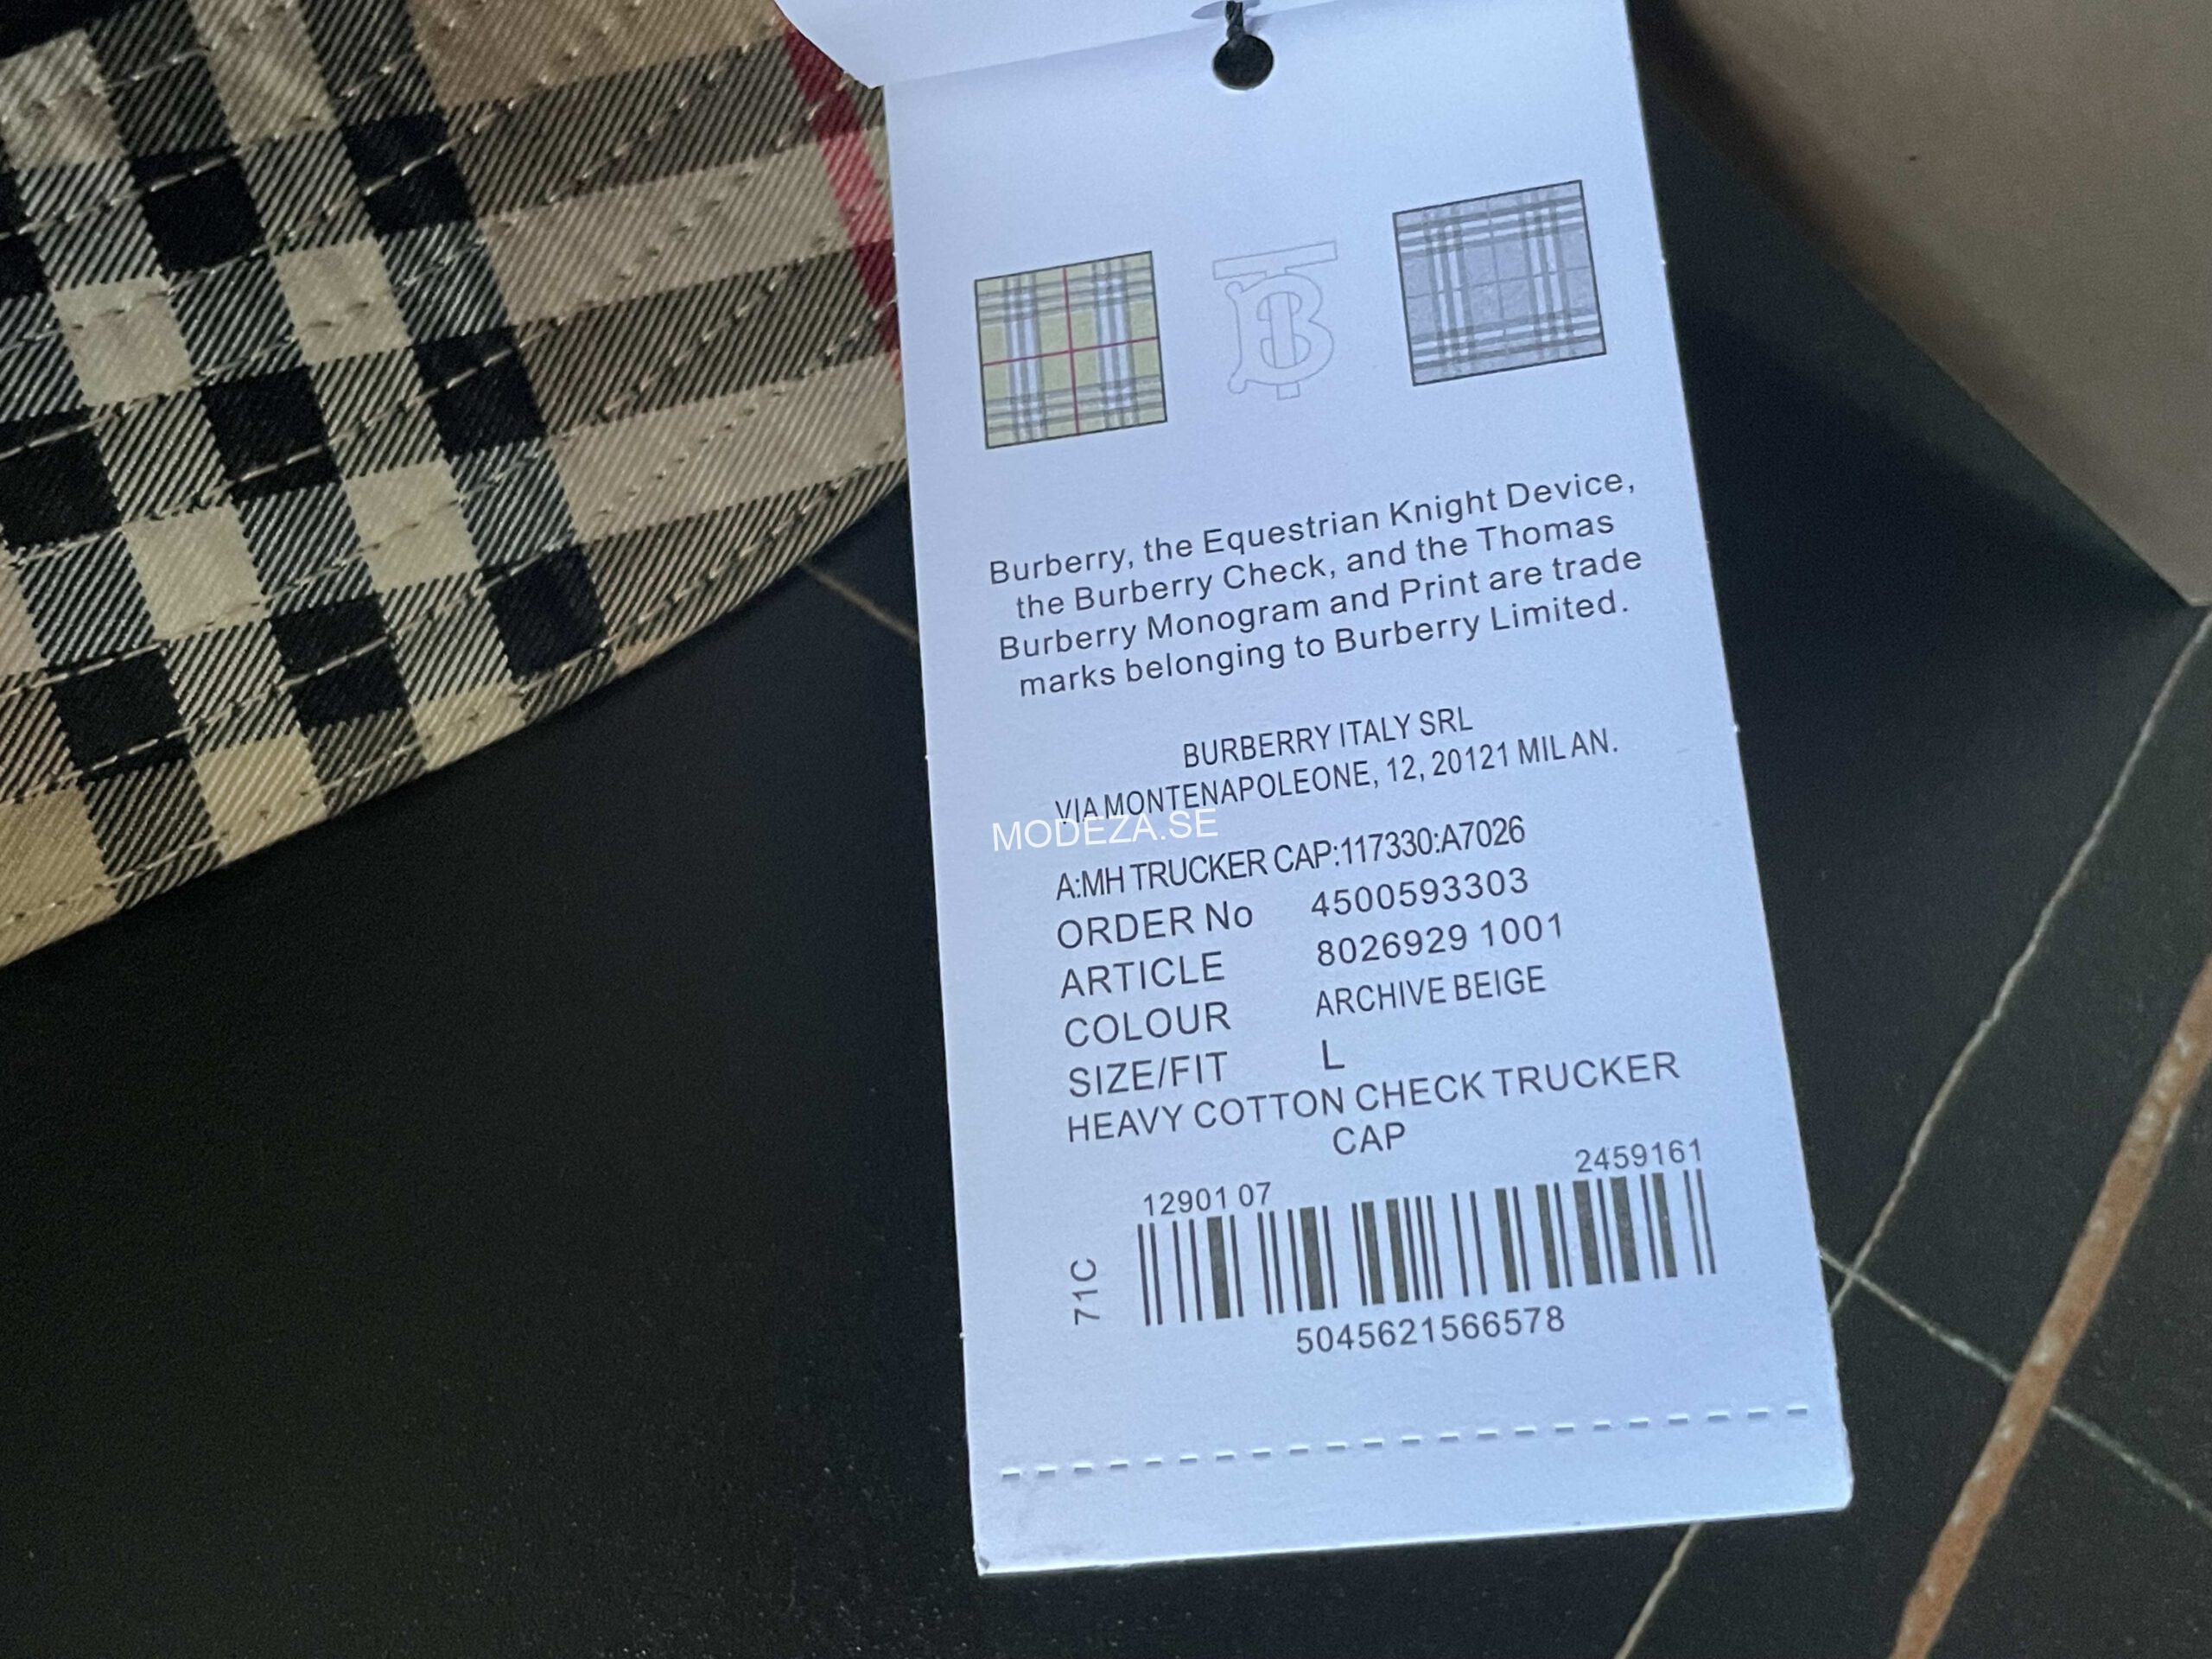 Burberry, the Equestrian Knight Device,
the Burberry Check, and the Thomas
Burberry Monogram and Print are trade
marks belonging to Burberry Limited.
BURBERRY ITALY SRL
VIA MONTENAPOLEONE, 12, 20121 MILAN.
MODEZA.SE
A:MH TRUCKER CAP:117330:A7026
ORDER No 4500593303
ARTICLE 8026929 1001
COLOUR ARCHIVE BEIGE
SIZE/FIT L
HEAVY COTTON CHECK TRUCKER
CAP
12901 07 2459161
71C
5045621566578